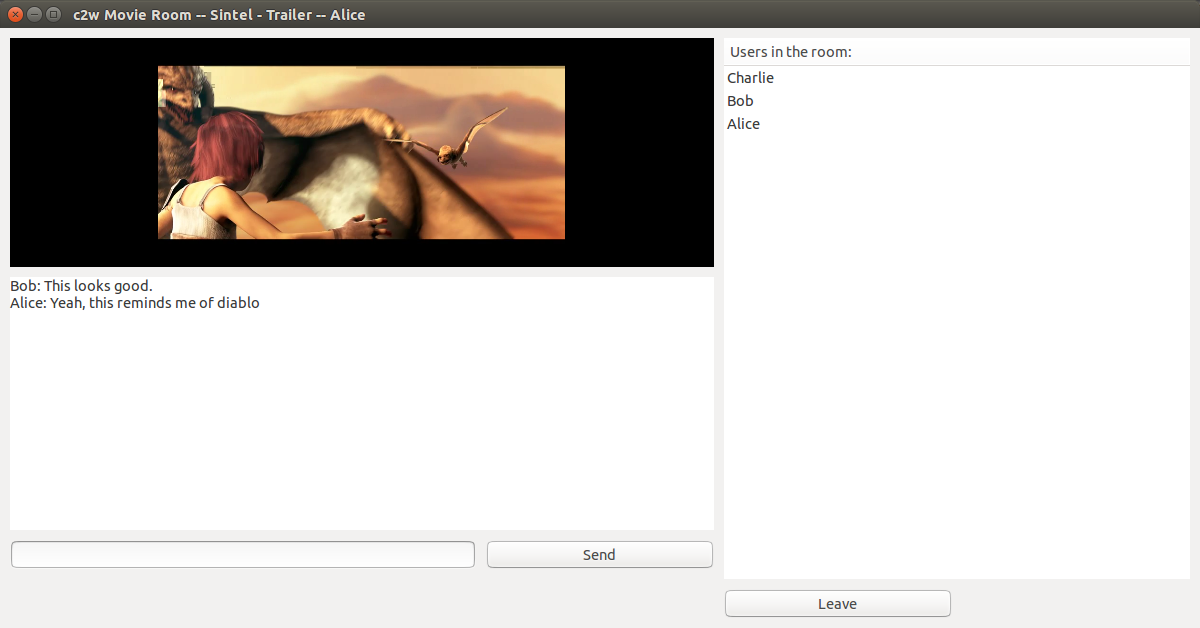 c2w Movie Room -- Sintel - Trailer -- Alice
Users in the room:
Charlie
Bob
Alice
Bob: This looks good.
Alice: Yeah, this reminds me of diablo
Send
Leave